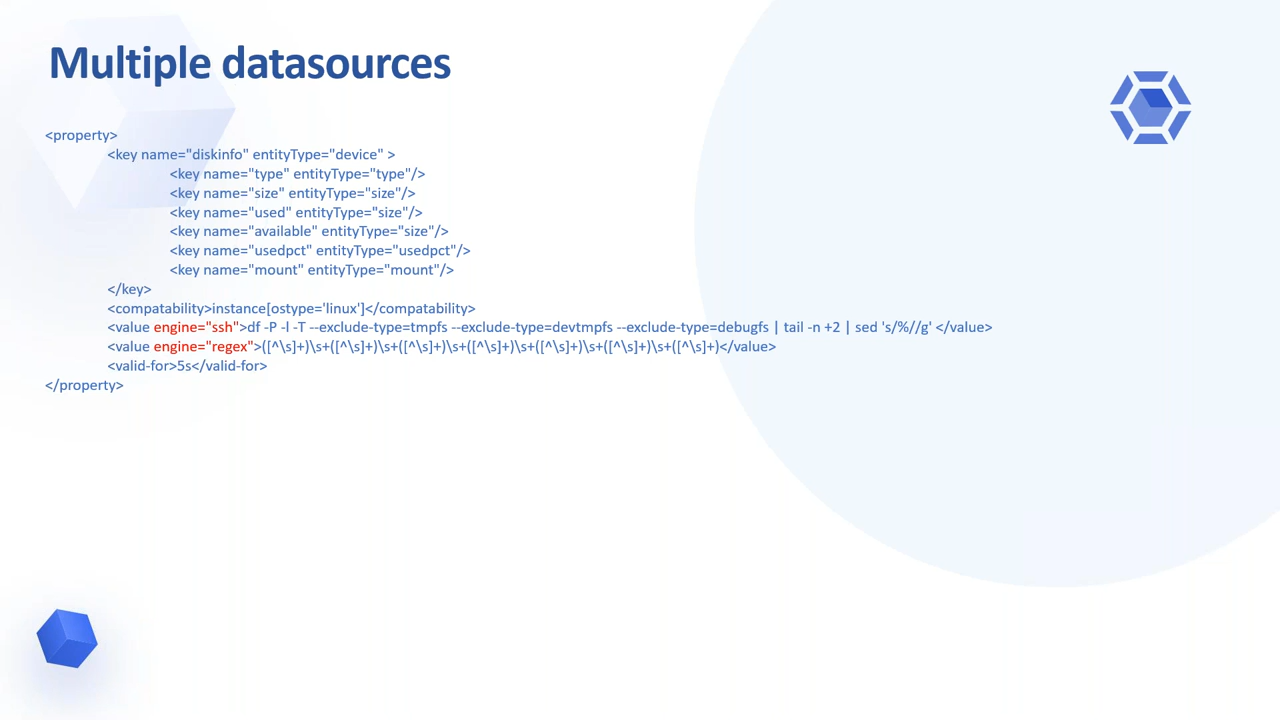 Multiple datasources
<property>
<key name="diskinfo" entityType="device" >
<key name="type" entityType="type"/>
<key name="size" entityType="size"/>
<key name="used" entityType="size"/>
<key name="available" entityType="size"/>
<key name="usedpct" entityType="usedpct"/>
<key name="mount" entityType="mount"/>
</key>
<compatability>instance[ostype='linux']</compatability>
<value engine="ssh">df -P -l -T --exclude-type=tmpfs --exclude-type=devtmpfs --exclude-type=debugfs | tail -n +2 | sed 's/%//g' </value>
<value engine="regex">([^\s]+)\s+([^\s]+)\s+([^\s]+)\s+([^\s]+)\s+([^\s]+)\s+([^\s]+)\s+([^\s]+)</value>
<valid-for>5s</valid-for>
</property>